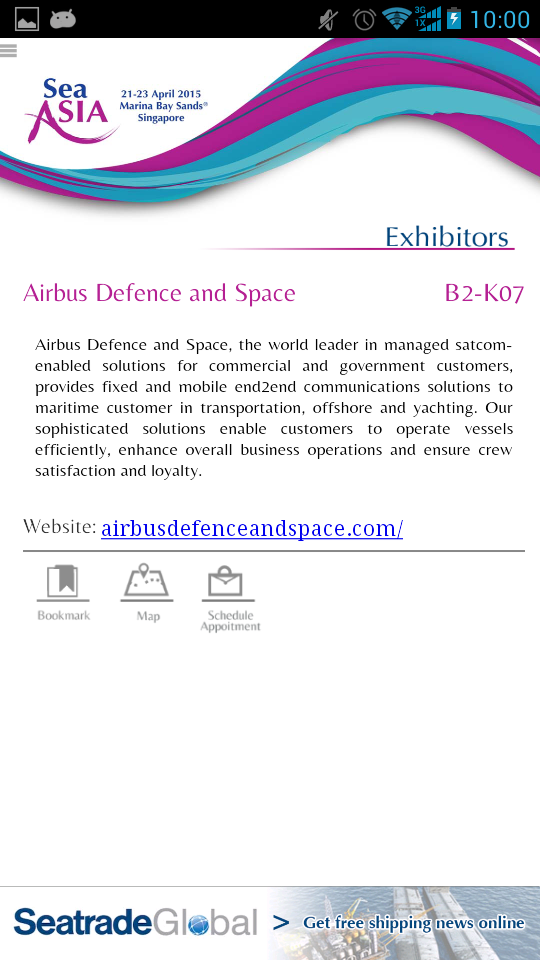 3G
1X
10:00
Sea
ASIA
21-23 April 2015
Marina Bay Sands®
Singapore
Exhibitors
Airbus Defence and Space B2-K07
Airbus Defence and Space, the world leader in managed satcom-
enabled solutions for commercial and government customers,
provides fixed and mobile end2end communications solutions to
maritime customer in transportation, offshore and yachting. Our
sophisticated solutions enable customers to operate vessels
efficiently, enhance overall business operations and ensure crew
satisfaction and loyalty.
Website: airbusdefenceandspace.com/
Bookmark Map Schedule
Appoitment
SeatradeGlobal > Get free shipping news online